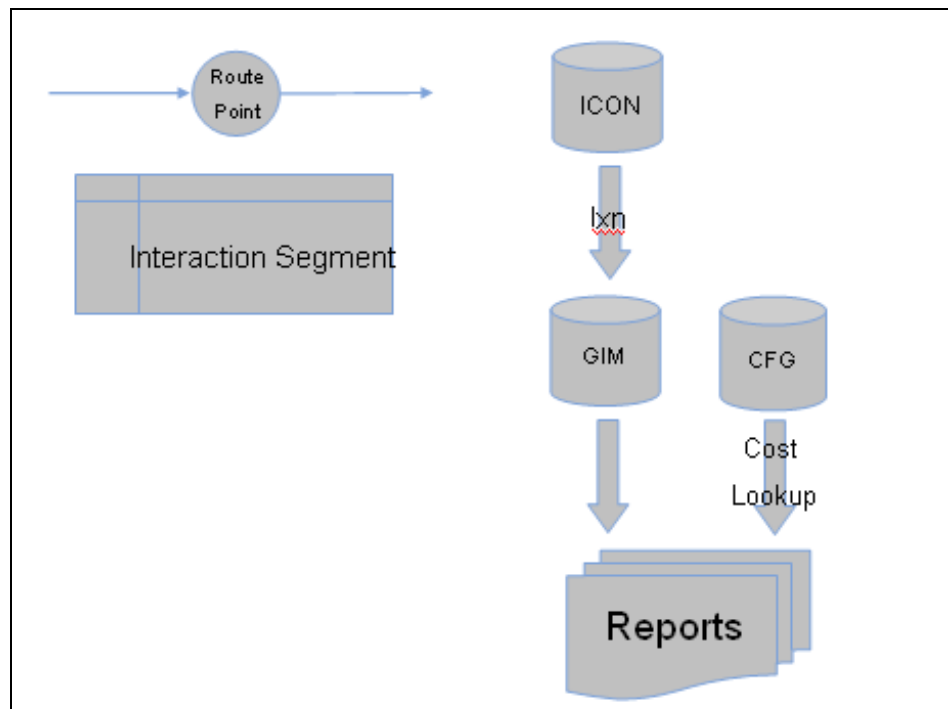 Route
Point
Interaction Segment
ICON
Ixn
GIM
CFG
Cost
Lookup
Reports